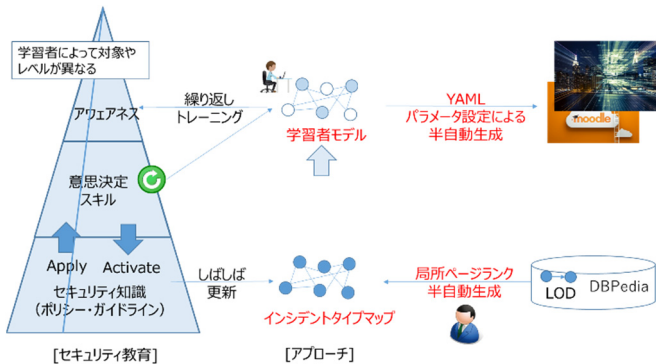 学習者によって対象や
レベルが異なる
アウェアネス
繰り返し
トレーニング
学習者モデル
YAML
パラメータ設定による
半自動生成
moodle
意思決定
スキル
Apply
Activate
セキュリティ知識
(ポリシー・ガイドライン)
しばしば
更新
インシデントタイプマップ
局所ページランク
半自動生成
LOD
DBPedia
[セキュリティ教育]
[アプローチ]